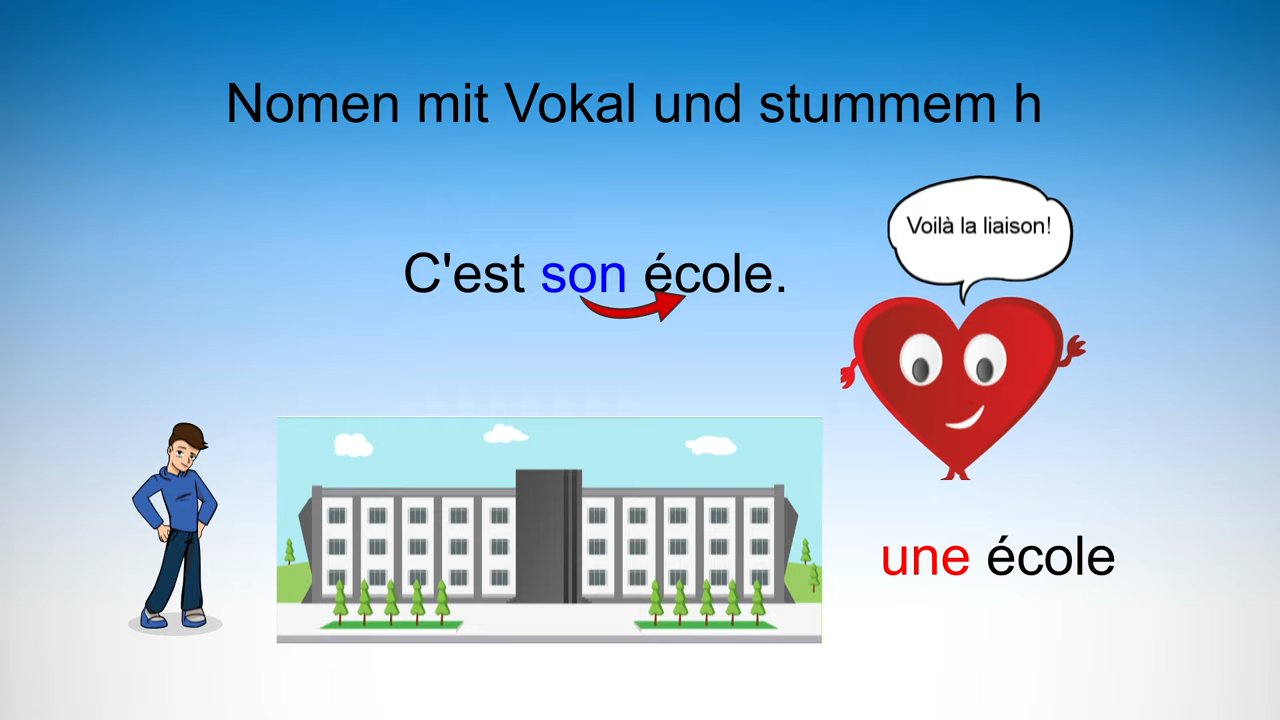 Nomen mit Vokal und stummem h
Voilà la liaison!
C'est son école.
une école